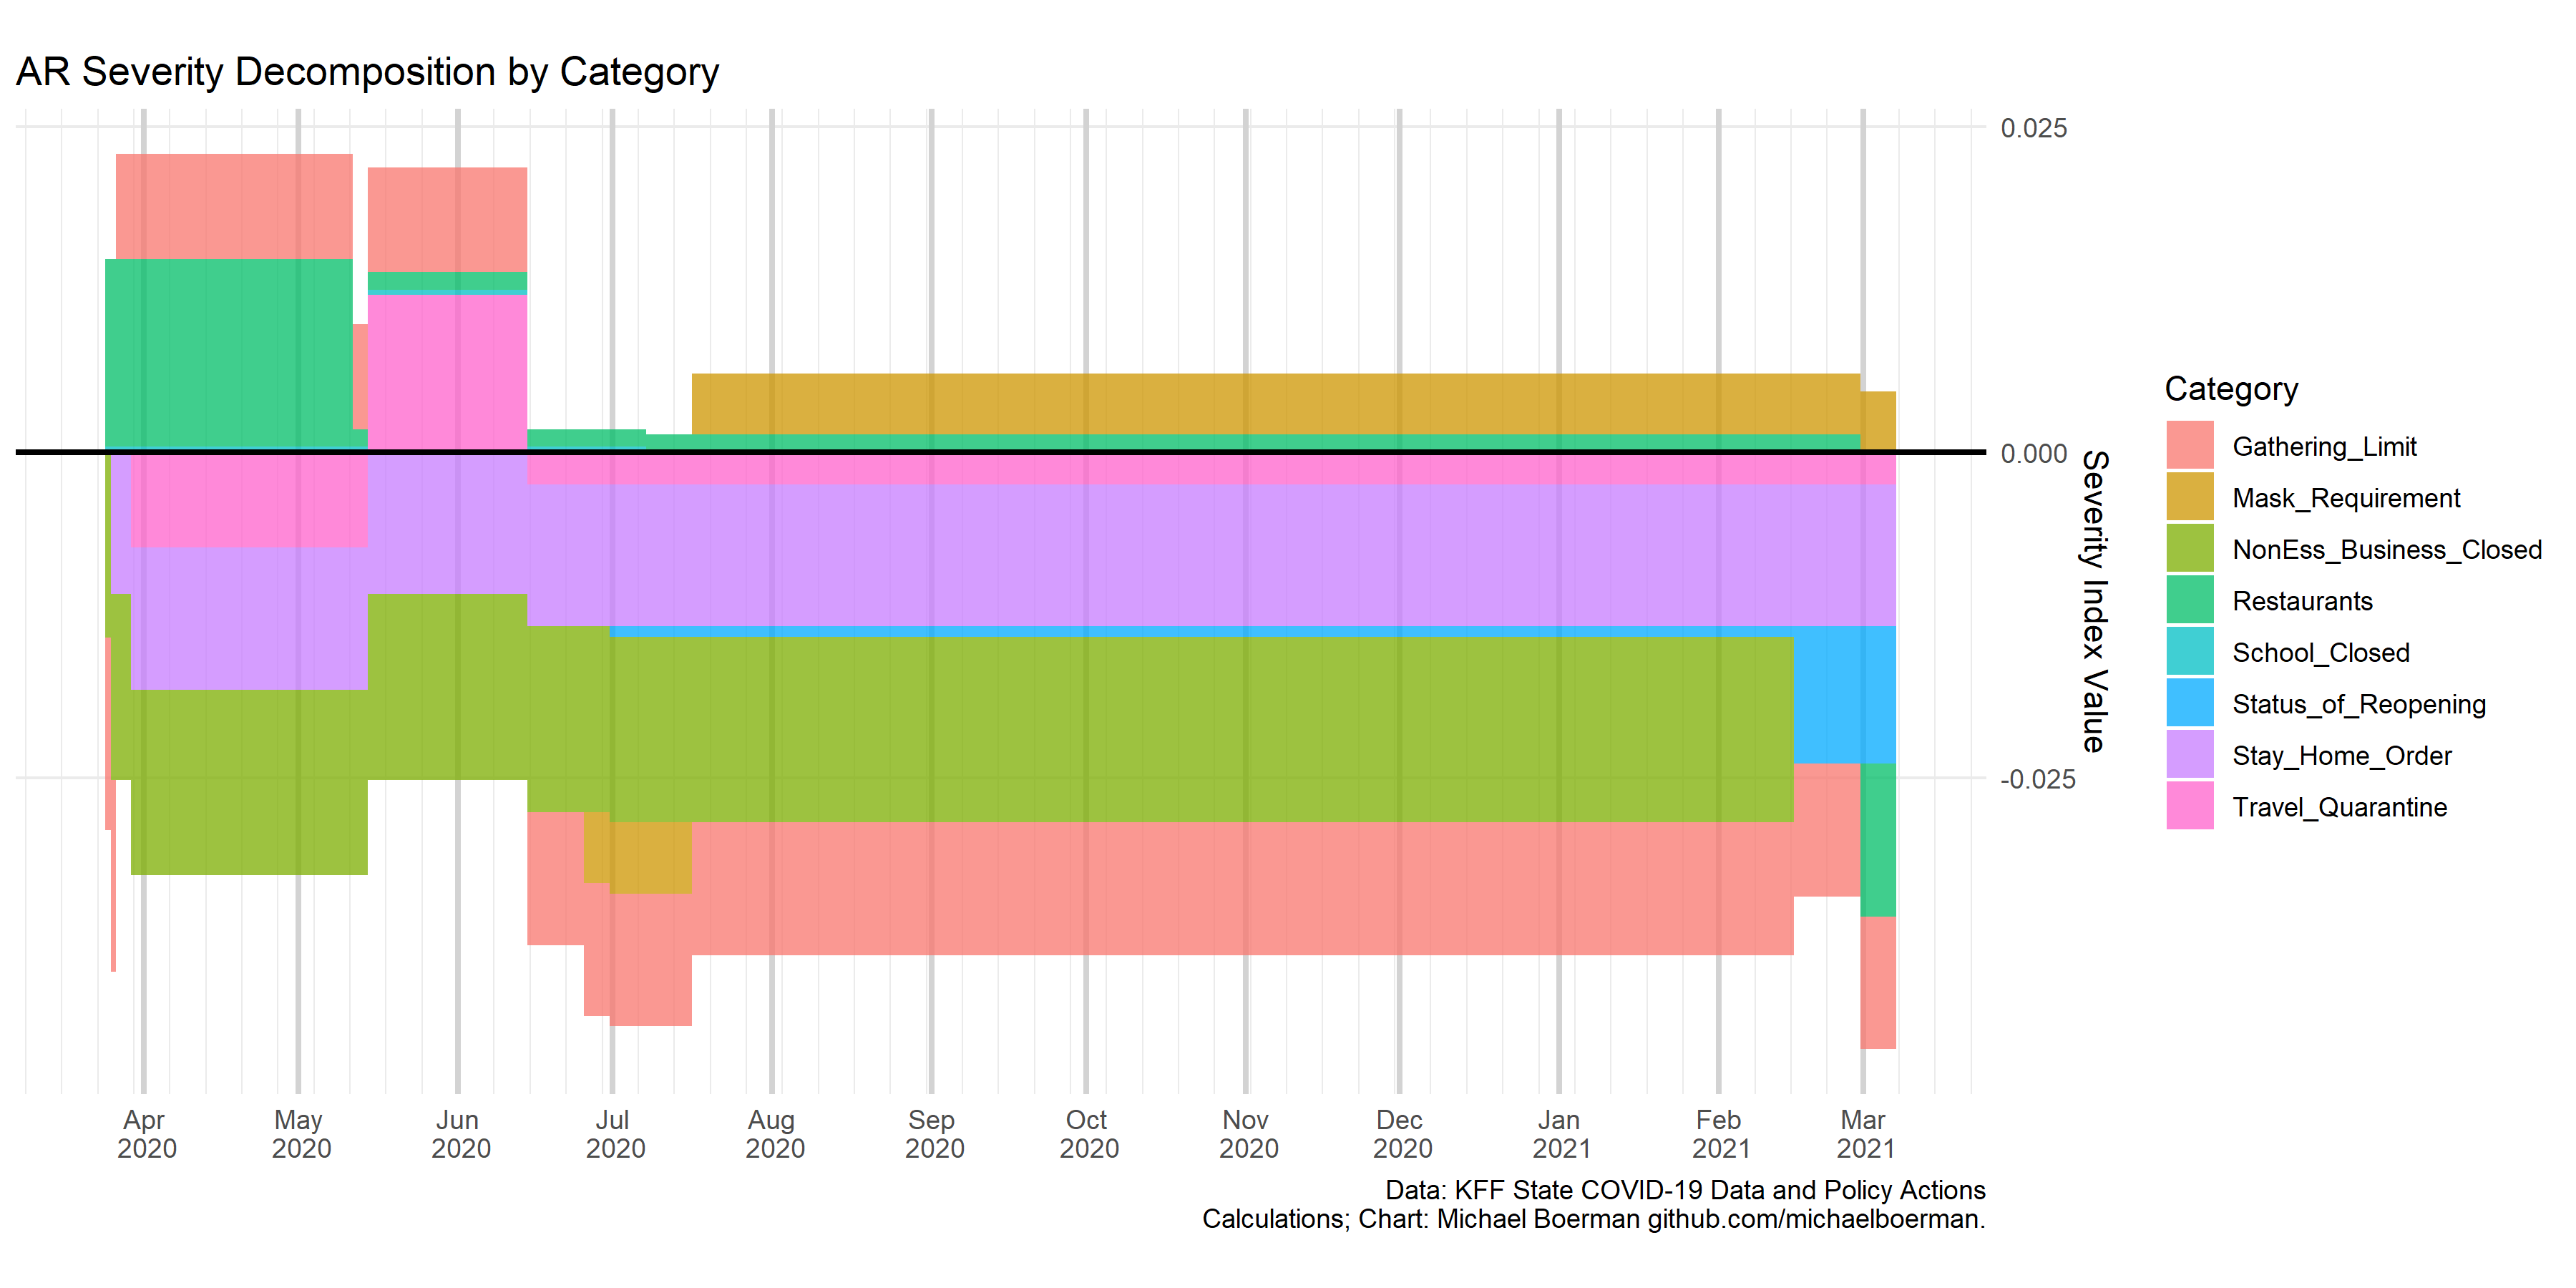 AR Severity Decomposition by Category
0.025
0.000
-0.025
Severity Index Value
Category
Gathering_Limit
Mask_Requirement
NonEss_Business_Closed
Restaurants
School_Closed
Status_of_Reopening
Stay_Home_Order
Travel_Quarantine
Apr May Jun Jul Aug Sep Oct Nov Dec Jan Feb Mar
2020 2020 2020 2020 2020 2020 2020 2020 2020 2021 2021 2021
Data: KFF State COVID-19 Data and Policy Actions
Calculations; Chart: Michael Boerman github.com/michaelboerman.